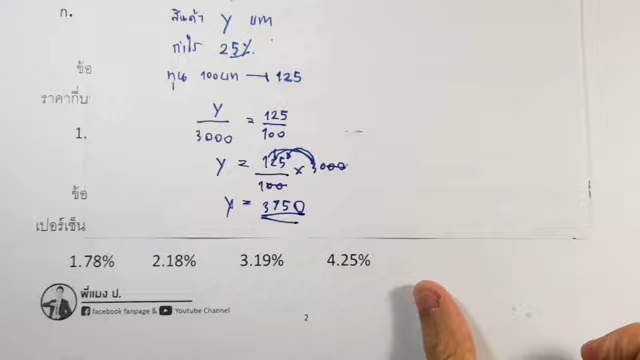 ก.
สินค้า y บาท
กำไร 25%.
ข้อ
ทุน 100บาท → 125
ราคากี่บ
y/3000 = 125/100
1.
y = 125/100 × 3000
ข้อ
y = 3750
เปอร์เซ็น
1.78% 2.18% 3.19% 4.25%
พี่แมง ป.
facebook fanpage & Youtube Channel
2